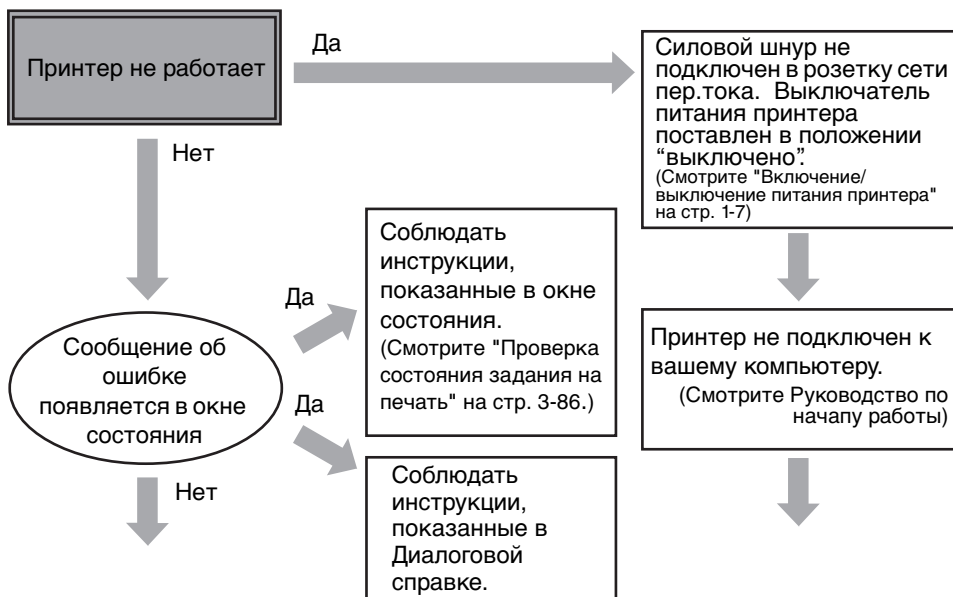 Принтер не работает
Да
Силовой шнур не
подключен в розетку сети
пер.тока. Выключатель
питания принтера
поставлен в положении
“выключено”.
(Смотрите "Включение/
выключение питания принтера"
на стр. 1-7)
Нет
Соблюдать
инструкции,
показанные в окне
состояния.
(Смотрите "Проверка
состояния задания на
печать" на стр. 3-86.)
Да
Принтер не подключен к
вашему компьютеру.
(Смотрите Руководство по
начапу работы)
Сообщение об
ошибке
появляется в окне
состояния
Да
Нет
Соблюдать
инструкции,
показанные в
Диалоговой
справке.